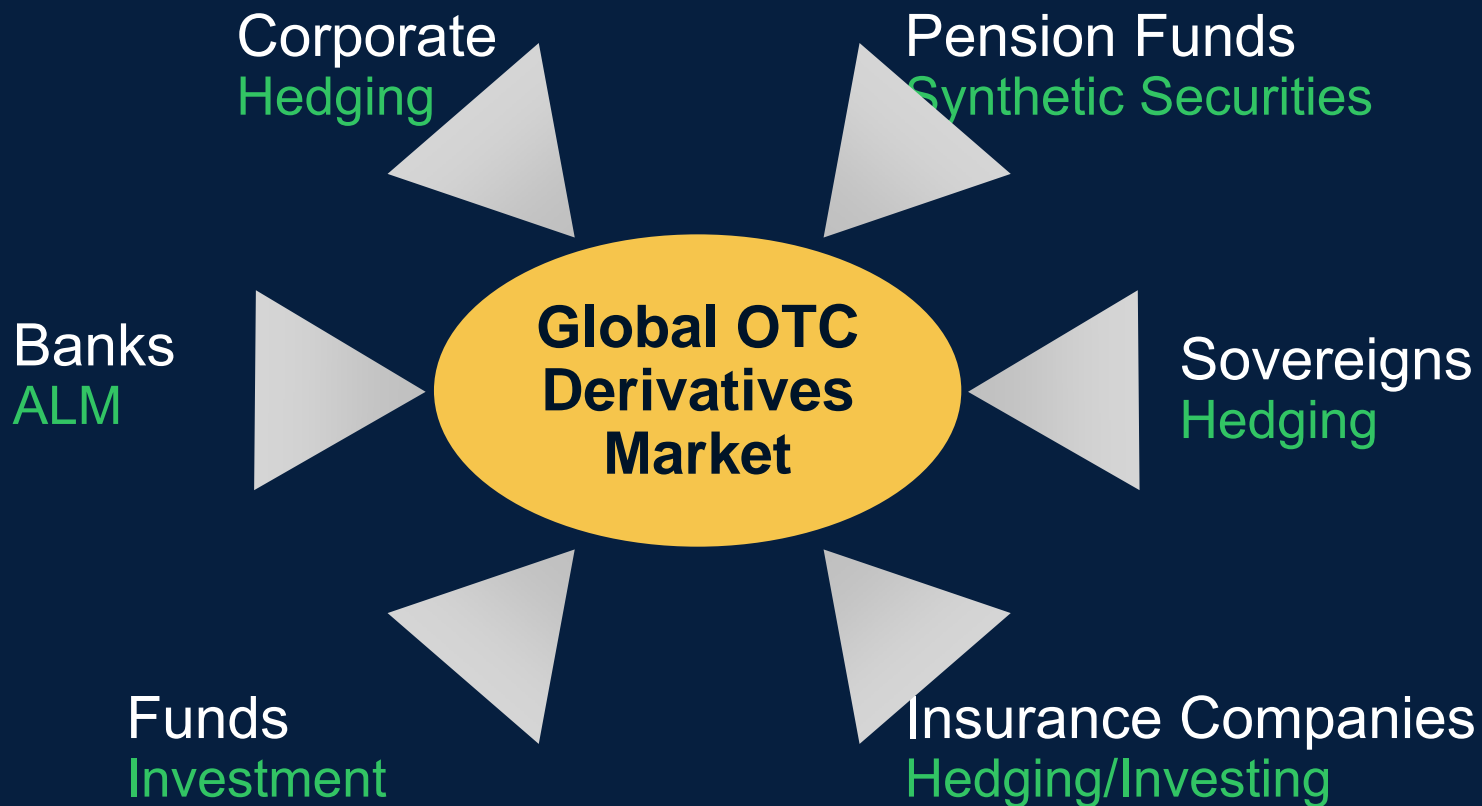 Corporate
Hedging
Pension Funds
Synthetic Securities
Banks
ALM
Global OTC
Derivatives
Market
Sovereigns
Hedging
Funds
Investment
Insurance Companies
Hedging/Investing